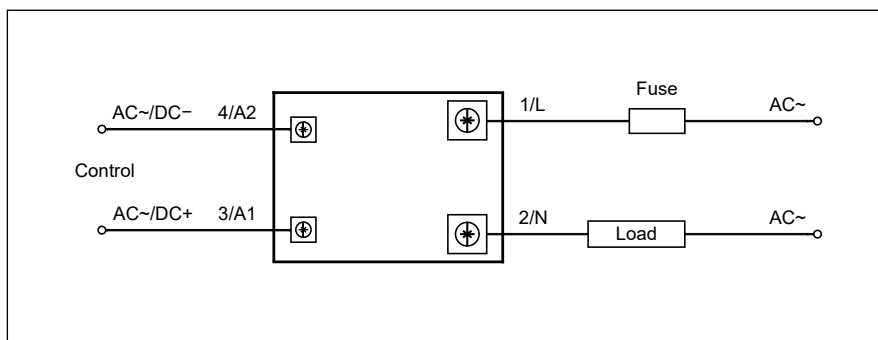 Fuse
AC~/DC− 4/A2 1/L AC~
Control
AC~/DC+ 3/A1 2/N Load AC~